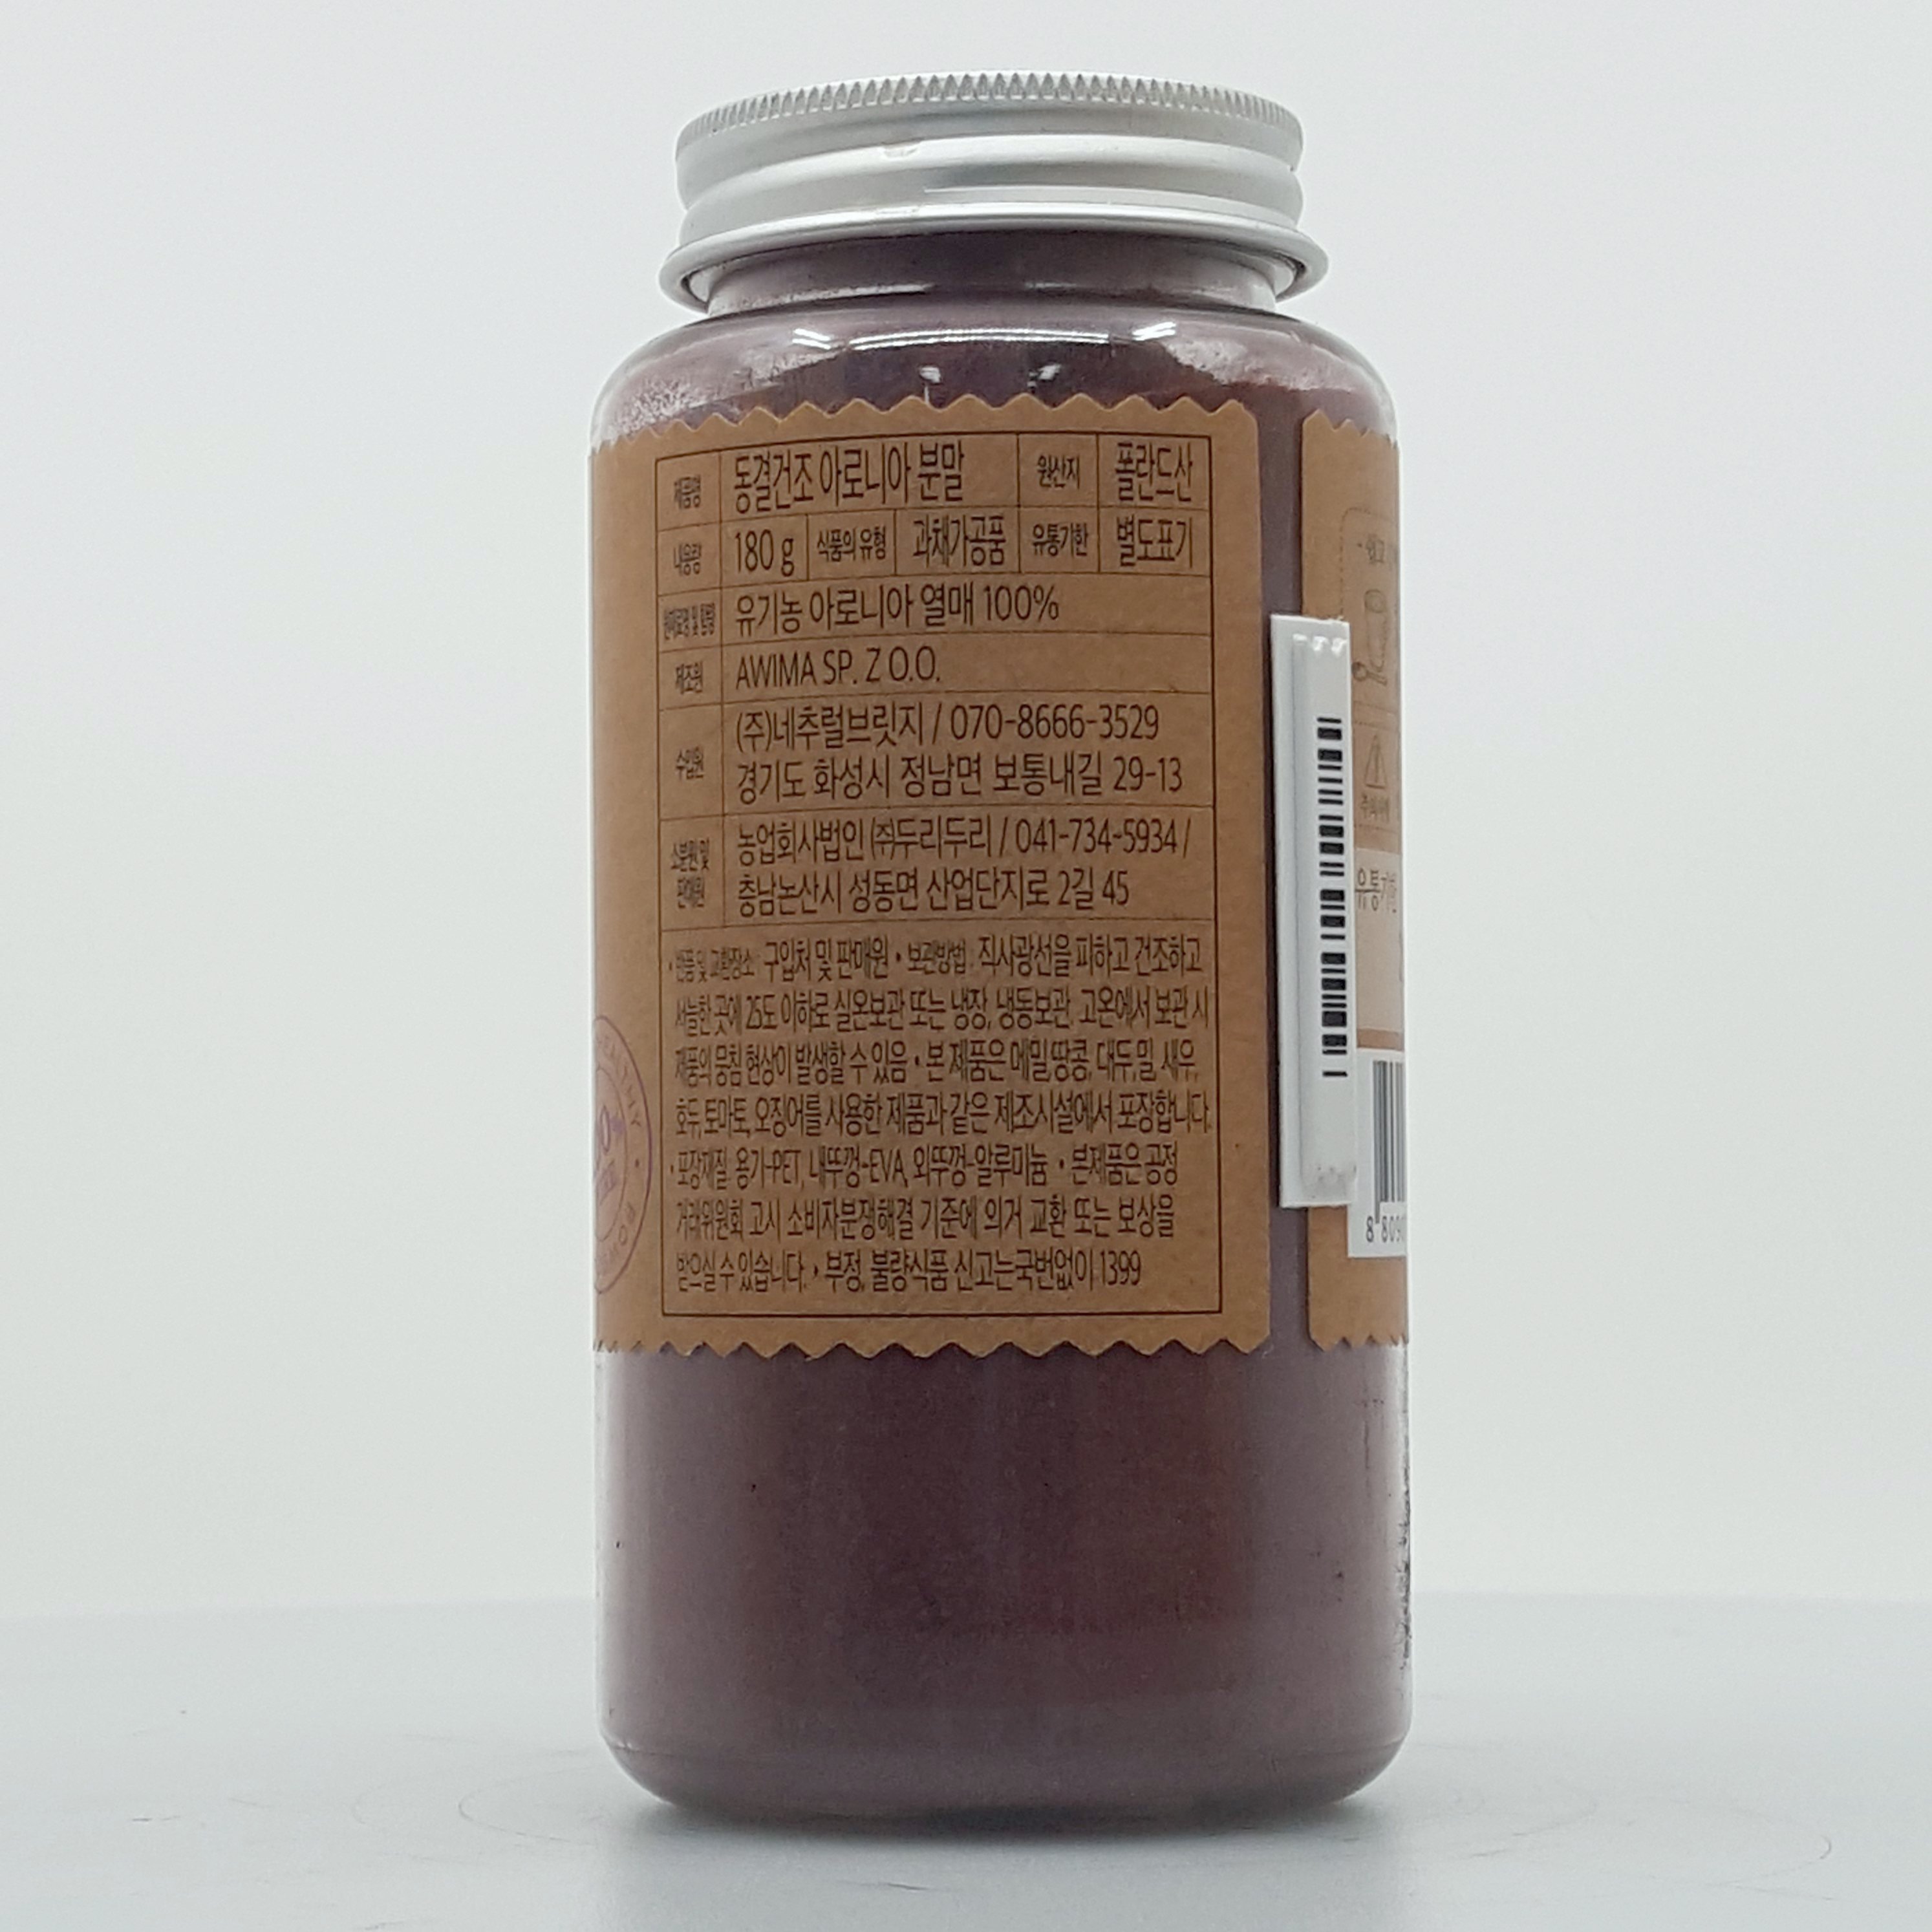 제품명 동결건조 아로니아 분말 원산지 폴란드산
내용량 180 g 식품의 유형 과채가공품 유통기한 별도표기
원재료명 및 함량 유기농 아로니아 열매 100%
제조원 AWIMA SP. Z O.O.
수입원 (주)네추럴브릿지 / 070-8666-3529
경기도 화성시 정남면 보통내길 29-13
소분원 및 판매원 농업회사법인 ㈜두리두리 / 041-734-5934 /
충남논산시 성동면 산업단지로 2길 45
• 반품 및 교환장소 : 구입처 및 판매원 • 보관방법 : 직사광선을 피하고 건조하고
서늘한 곳에 25도 이하로 실온보관 또는 냉장, 냉동보관. 고온에서 보관 시
제품의 뭉침 현상이 발생할 수 있음 • 본 제품은 메밀,땅콩, 대두,밀, 새우,
호두, 토마토, 오징어를 사용한 제품과 같은 제조시설에서 포장합니다.
• 포장재질: 용기-PET, 내뚜껑-EVA, 외뚜껑-알루미늄 • 본제품은 공정
거래위원회 고시 소비자분쟁해결 기준에 의거 교환 또는 보상을
받으실 수 있습니다. • 부정, 불량식품 신고는 국번없이 1399
주의사항
유통기한
8 809